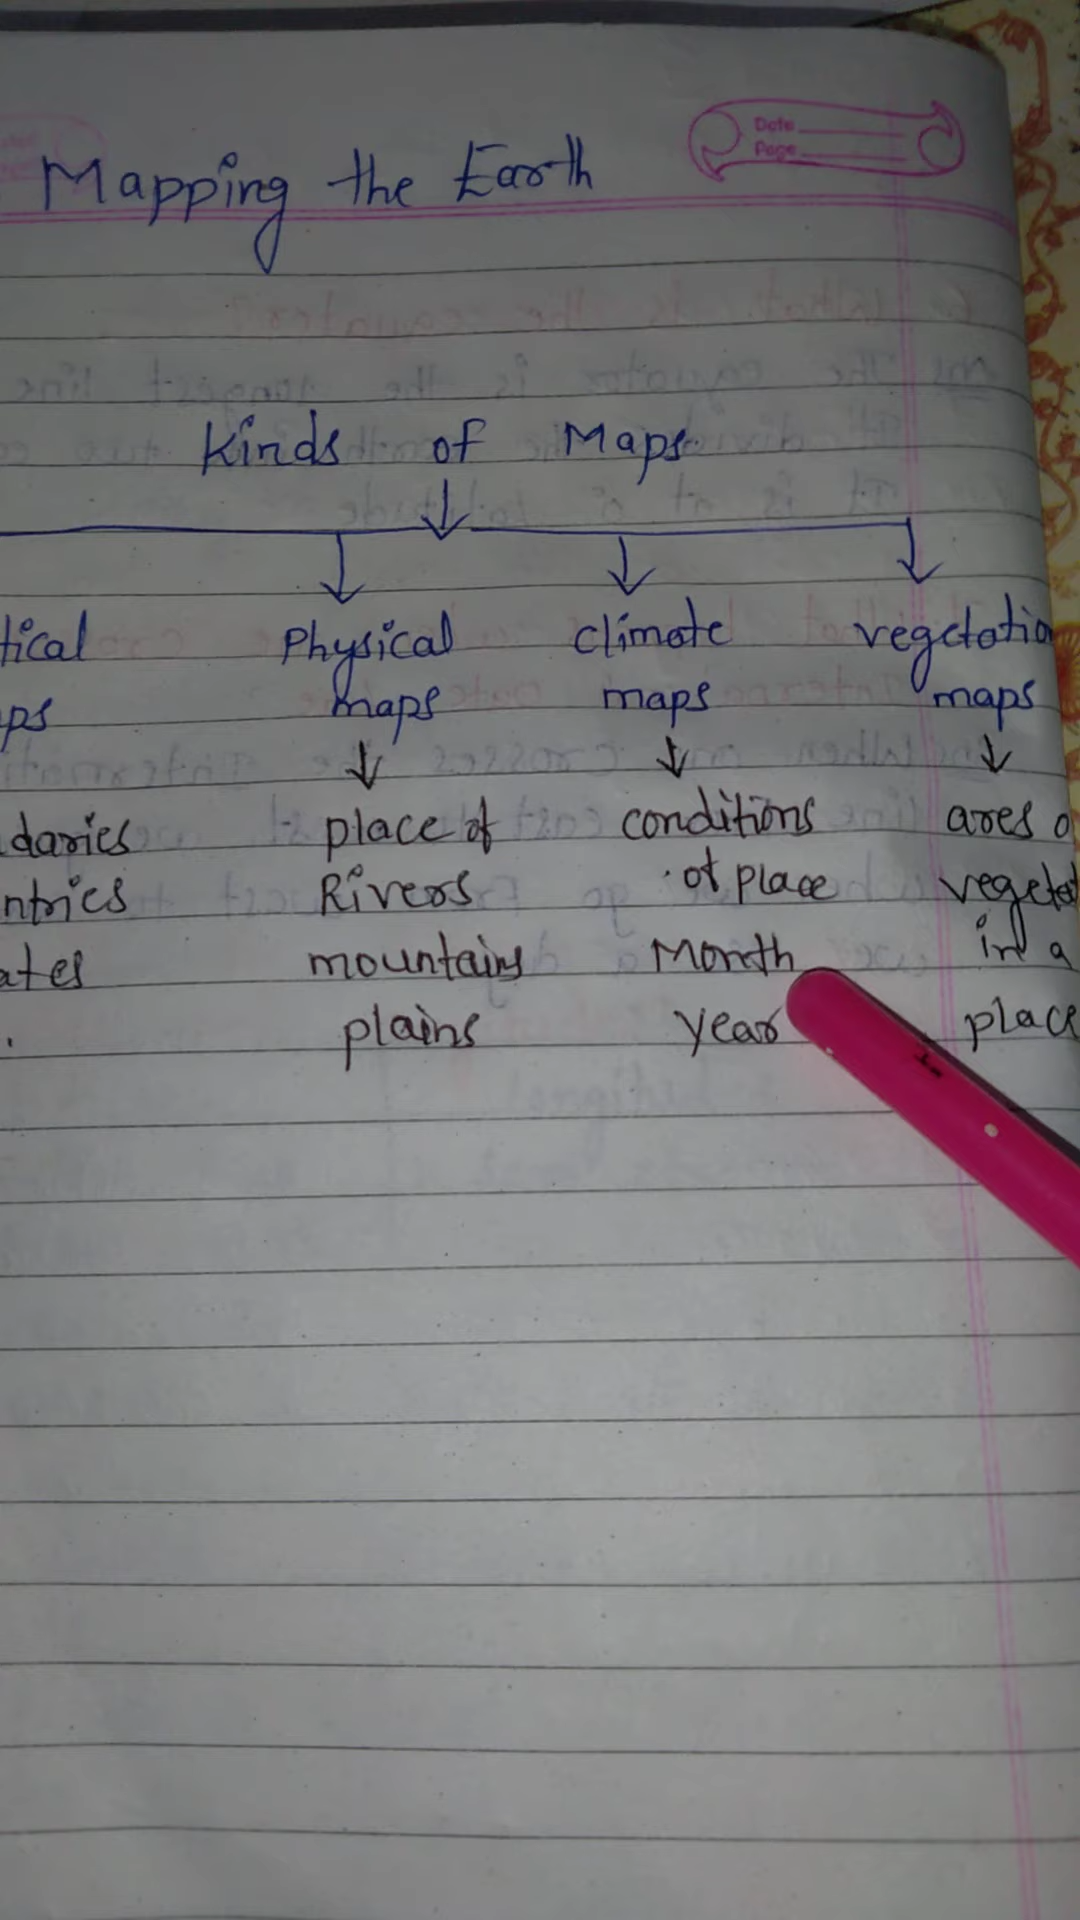 Mapping the Earth
Date
Page
Kinds of Maps
tical Physical climate vegetatio
ps maps maps maps
daries place of conditions ares o
ntries Rivers of place vegetat
ates mountains Month in a
. plains year place